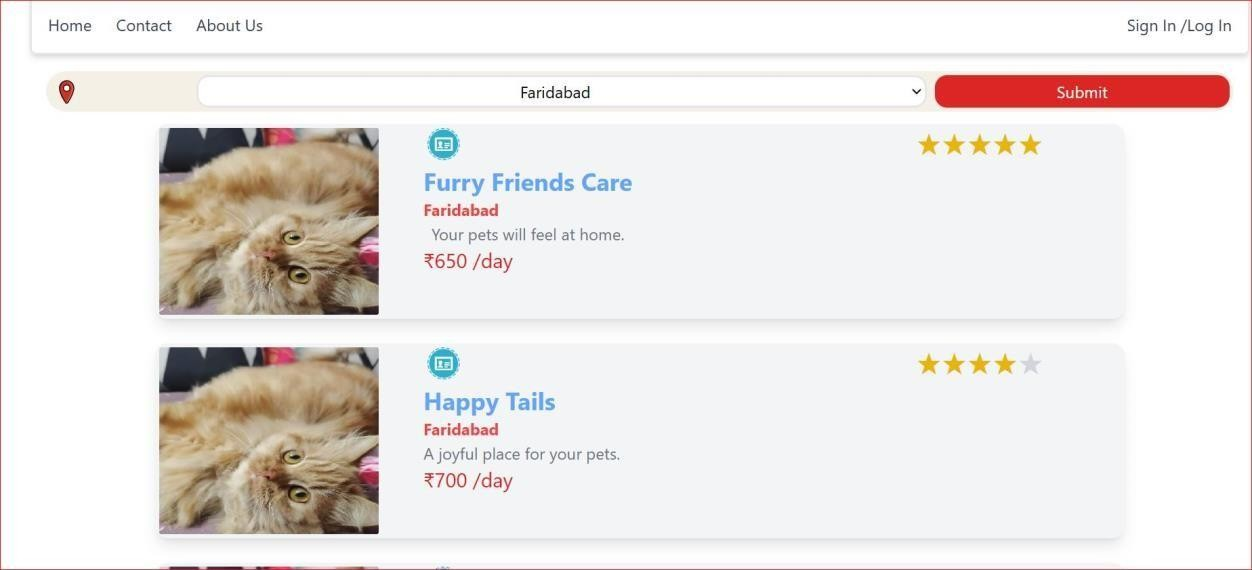 Home Contact About Us Sign In /Log In
Faridabad Submit
Furry Friends Care
Faridabad
Your pets will feel at home.
₹650 /day
Happy Tails
Faridabad
A joyful place for your pets.
₹700 /day